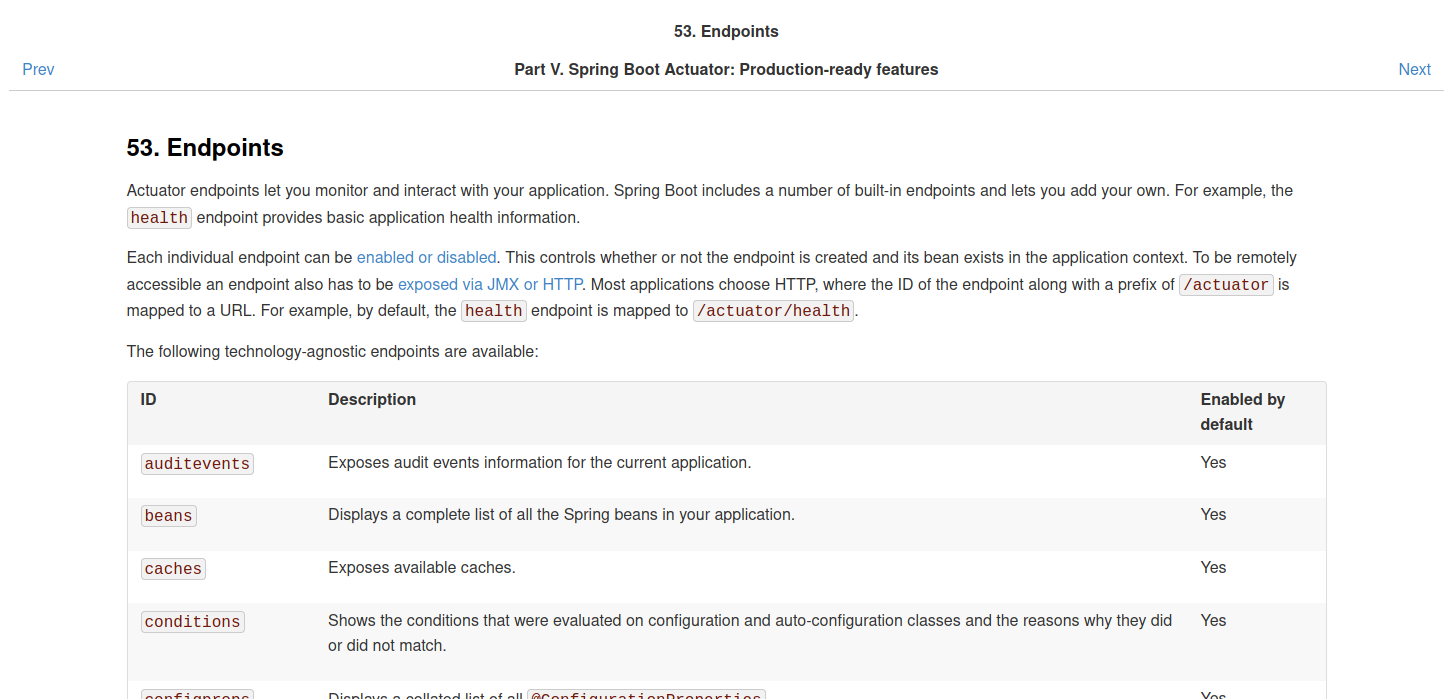 53. Endpoints
Prev
Part V. Spring Boot Actuator: Production-ready features
Next
53. Endpoints
Actuator endpoints let you monitor and interact with your application. Spring Boot includes a number of built-in endpoints and lets you add your own. For example, the
health endpoint provides basic application health information.
Each individual endpoint can be enabled or disabled. This controls whether or not the endpoint is created and its bean exists in the application context. To be remotely
accessible an endpoint also has to be exposed via JMX or HTTP. Most applications choose HTTP, where the ID of the endpoint along with a prefix of /actuator is
mapped to a URL. For example, by default, the health endpoint is mapped to /actuator/health.
The following technology-agnostic endpoints are available:
ID
Description
Enabled by
default
auditevents
Exposes audit events information for the current application.
Yes
beans
Displays a complete list of all the Spring beans in your application.
Yes
caches
Exposes available caches.
Yes
conditions
Shows the conditions that were evaluated on configuration and auto-configuration classes and the reasons why they did
or did not match.
Yes
configprops
Displays a collated list of all @ConfigurationProperties
Yes